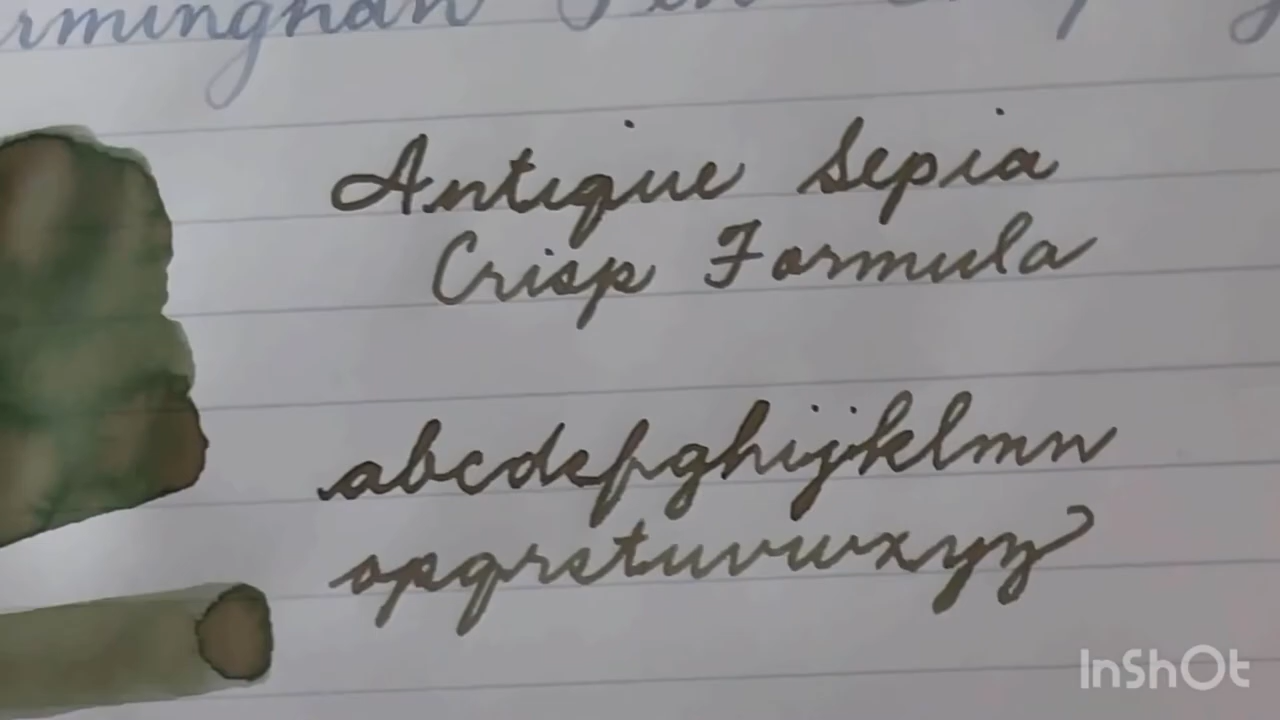 Antique Sepia
Crisp Formula
abcdefghijklmn
opqrstuvwxyz
InShOt